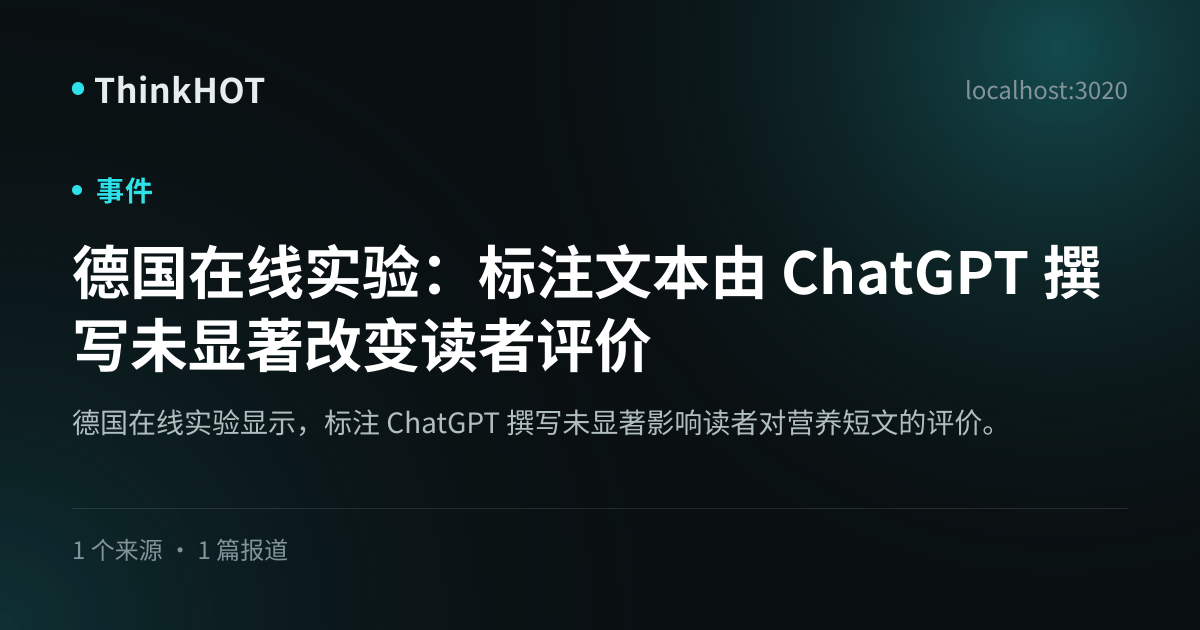 ThinkHOT
localhost:3020
事件
德国在线实验：标注文本由 ChatGPT 撰
写未显著改变读者评价
德国在线实验显示，标注 ChatGPT 撰写未显著影响读者对营养短文的评价。
1 个来源 · 1 篇报道